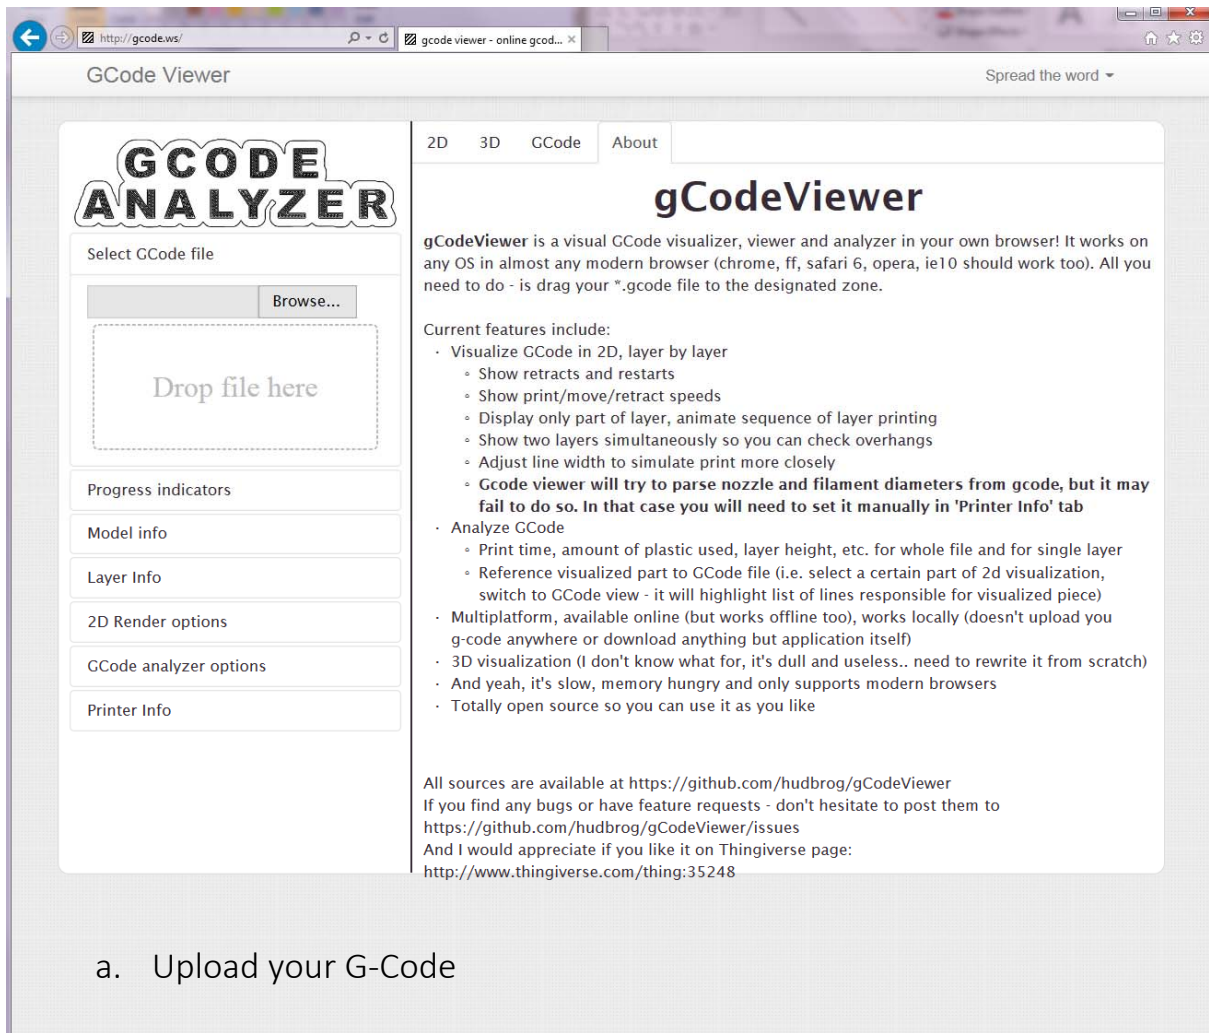 http://gcode.ws/
gcode viewer - online gcod...
GCode Viewer
Spread the word
GCODE
ANALYZER
Select GCode file
Browse...
Drop file here
Progress indicators
Model info
Layer Info
2D Render options
GCode analyzer options
Printer Info
2D 3D GCode About
gCodeViewer
gCodeViewer is a visual GCode visualizer, viewer and analyzer in your own browser! It works on
any OS in almost any modern browser (chrome, ff, safari 6, opera, ie10 should work too). All you
need to do - is drag your *.gcode file to the designated zone.
Current features include:
· Visualize GCode in 2D, layer by layer
◦ Show retracts and restarts
◦ Show print/move/retract speeds
◦ Display only part of layer, animate sequence of layer printing
◦ Show two layers simultaneously so you can check overhangs
◦ Adjust line width to simulate print more closely
◦ Gcode viewer will try to parse nozzle and filament diameters from gcode, but it may
fail to do so. In that case you will need to set it manually in 'Printer Info' tab
· Analyze GCode
◦ Print time, amount of plastic used, layer height, etc. for whole file and for single layer
◦ Reference visualized part to GCode file (i.e. select a certain part of 2d visualization,
switch to GCode view - it will highlight list of lines responsible for visualized piece)
· Multiplatform, available online (but works offline too), works locally (doesn't upload you
g-code anywhere or download anything but application itself)
· 3D visualization (I don't know what for, it's dull and useless.. need to rewrite it from scratch)
· And yeah, it's slow, memory hungry and only supports modern browsers
· Totally open source so you can use it as you like
All sources are available at https://github.com/hudbrog/gCodeViewer
If you find any bugs or have feature requests - don't hesitate to post them to
https://github.com/hudbrog/gCodeViewer/issues
And I would appreciate if you like it on Thingiverse page:
http://www.thingiverse.com/thing:35248
a. Upload your G-Code